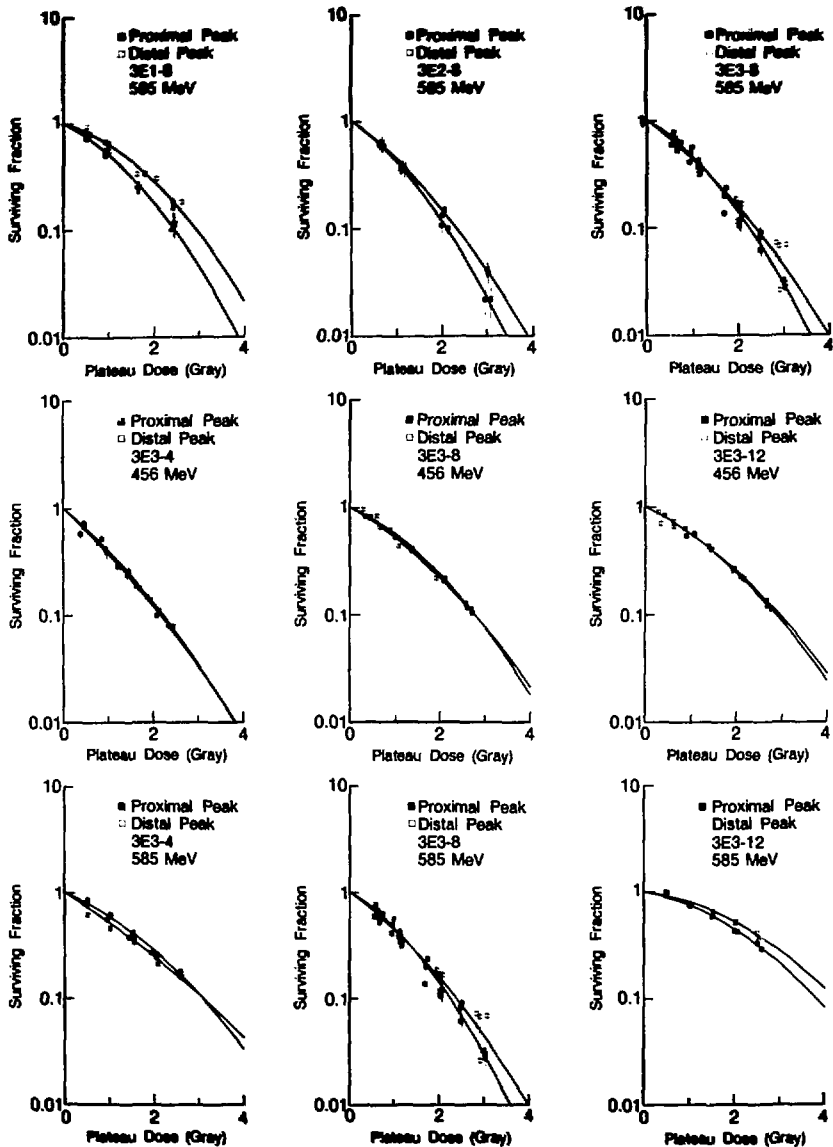 10
■ Proximal Peak
□ Distal Peak
3E1-8
585 MeV
1
0.1
0.01
0 2 4
Surviving Fraction
Plateau Dose (Gray)
10
■ Proximal Peak
□ Distal Peak
3E2-8
585 MeV
1
0.1
0.01
0 2 4
Surviving Fraction
Plateau Dose (Gray)
10
■ Proximal Peak
□ Distal Peak
3E3-8
585 MeV
1
0.1
0.01
0 2 4
Surviving Fraction
Plateau Dose (Gray)
10
■ Proximal Peak
□ Distal Peak
3E3-4
456 MeV
1
0.1
0.01
0 2 4
Surviving Fraction
Plateau Dose (Gray)
10
■ Proximal Peak
□ Distal Peak
3E3-8
456 MeV
1
0.1
0.01
0 2 4
Surviving Fraction
Plateau Dose (Gray)
10
■ Proximal Peak
□ Distal Peak
3E3-12
456 MeV
1
0.1
0.01
0 2 4
Surviving Fraction
Plateau Dose (Gray)
10
■ Proximal Peak
□ Distal Peak
3E3-4
585 MeV
1
0.1
0.01
0 2 4
Surviving Fraction
Plateau Dose (Gray)
10
■ Proximal Peak
□ Distal Peak
3E3-8
585 MeV
1
0.1
0.01
0 2 4
Surviving Fraction
Plateau Dose (Gray)
10
■ Proximal Peak
Distal Peak
3E3-12
585 MeV
1
0.1
0.01
0 2 4
Surviving Fraction
Plateau Dose (Gray)